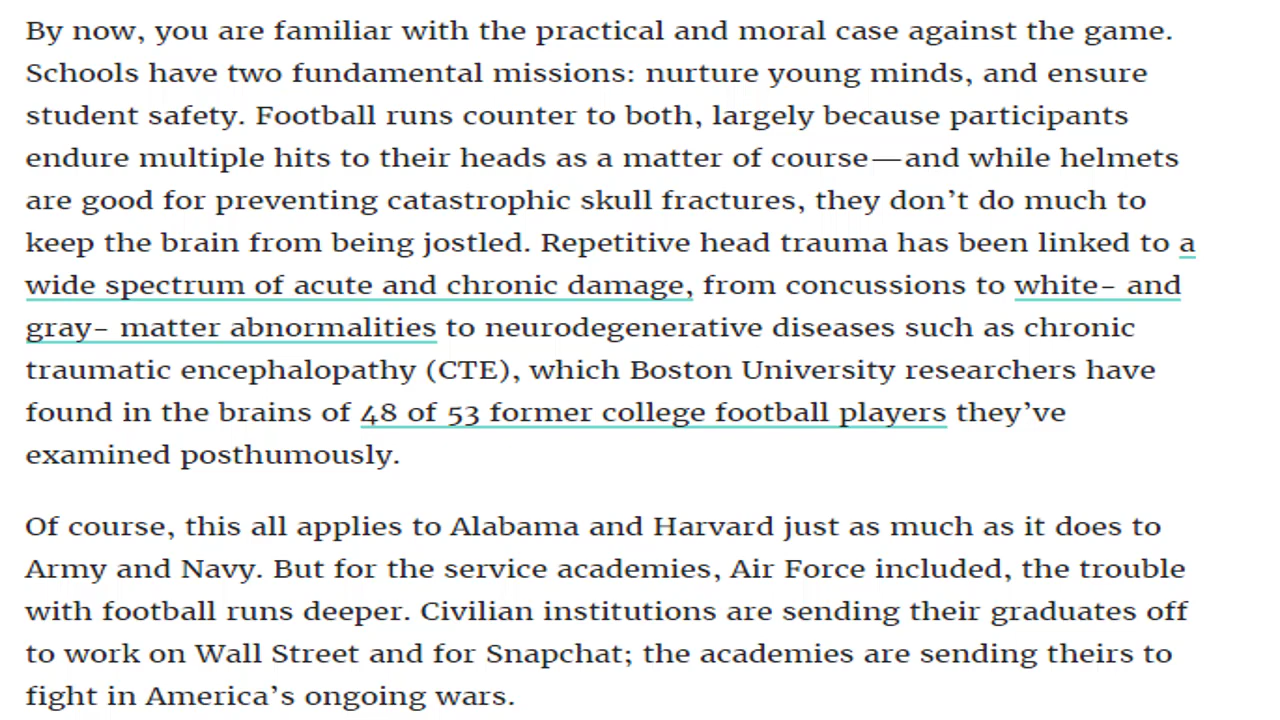 By now, you are familiar with the practical and moral case against the game.
Schools have two fundamental missions: nurture young minds, and ensure
student safety. Football runs counter to both, largely because participants
endure multiple hits to their heads as a matter of course—and while helmets
are good for preventing catastrophic skull fractures, they don’t do much to
keep the brain from being jostled. Repetitive head trauma has been linked to a
wide spectrum of acute and chronic damage, from concussions to white- and
gray- matter abnormalities to neurodegenerative diseases such as chronic
traumatic encephalopathy (CTE), which Boston University researchers have
found in the brains of 48 of 53 former college football players they’ve
examined posthumously.
Of course, this all applies to Alabama and Harvard just as much as it does to
Army and Navy. But for the service academies, Air Force included, the trouble
with football runs deeper. Civilian institutions are sending their graduates off
to work on Wall Street and for Snapchat; the academies are sending theirs to
fight in America’s ongoing wars.